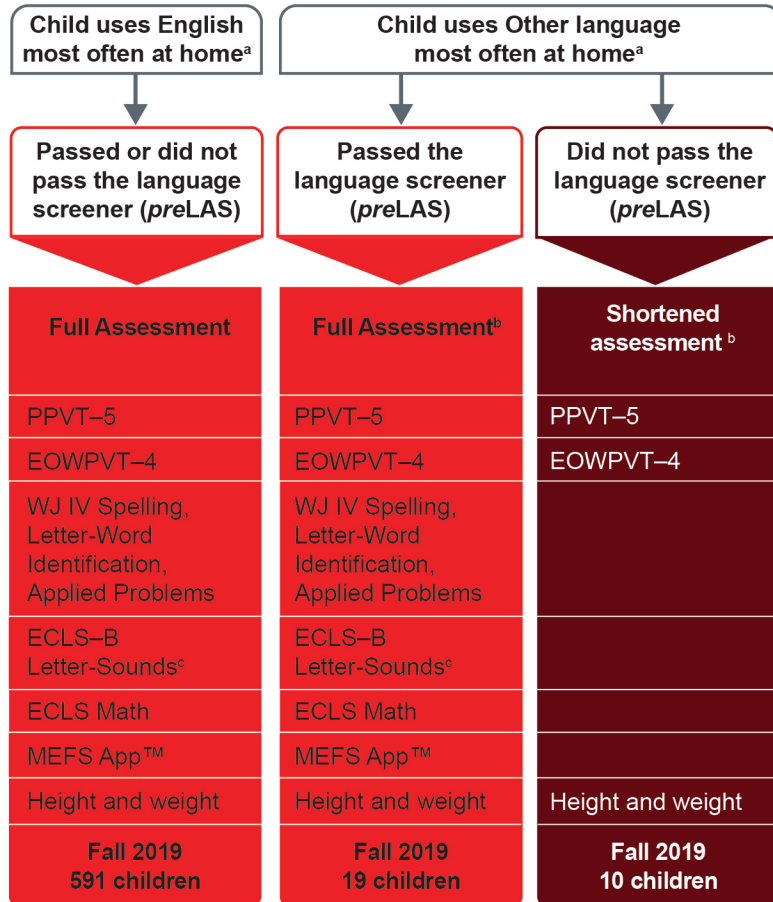 Child uses English
most often at homeᵃ
Child uses Other language
most often at homeᵃ
Passed or did not
pass the language
screener (preLAS)
Passed the
language screener
(preLAS)
Did not pass the
language screener
(preLAS)
Full Assessment
PPVT–5
EOWPVT–4
WJ IV Spelling,
Letter-Word
Identification,
Applied Problems
ECLS–B
Letter-Soundsᶜ
ECLS Math
MEFS App™
Height and weight
Fall 2019
591 children
Full Assessmentᵇ
PPVT–5
EOWPVT–4
WJ IV Spelling,
Letter-Word
Identification,
Applied Problems
ECLS–B
Letter-Soundsᶜ
ECLS Math
MEFS App™
Height and weight
Fall 2019
19 children
Shortened
assessment ᵇ
PPVT–5
EOWPVT–4
Height and weight
Fall 2019
10 children